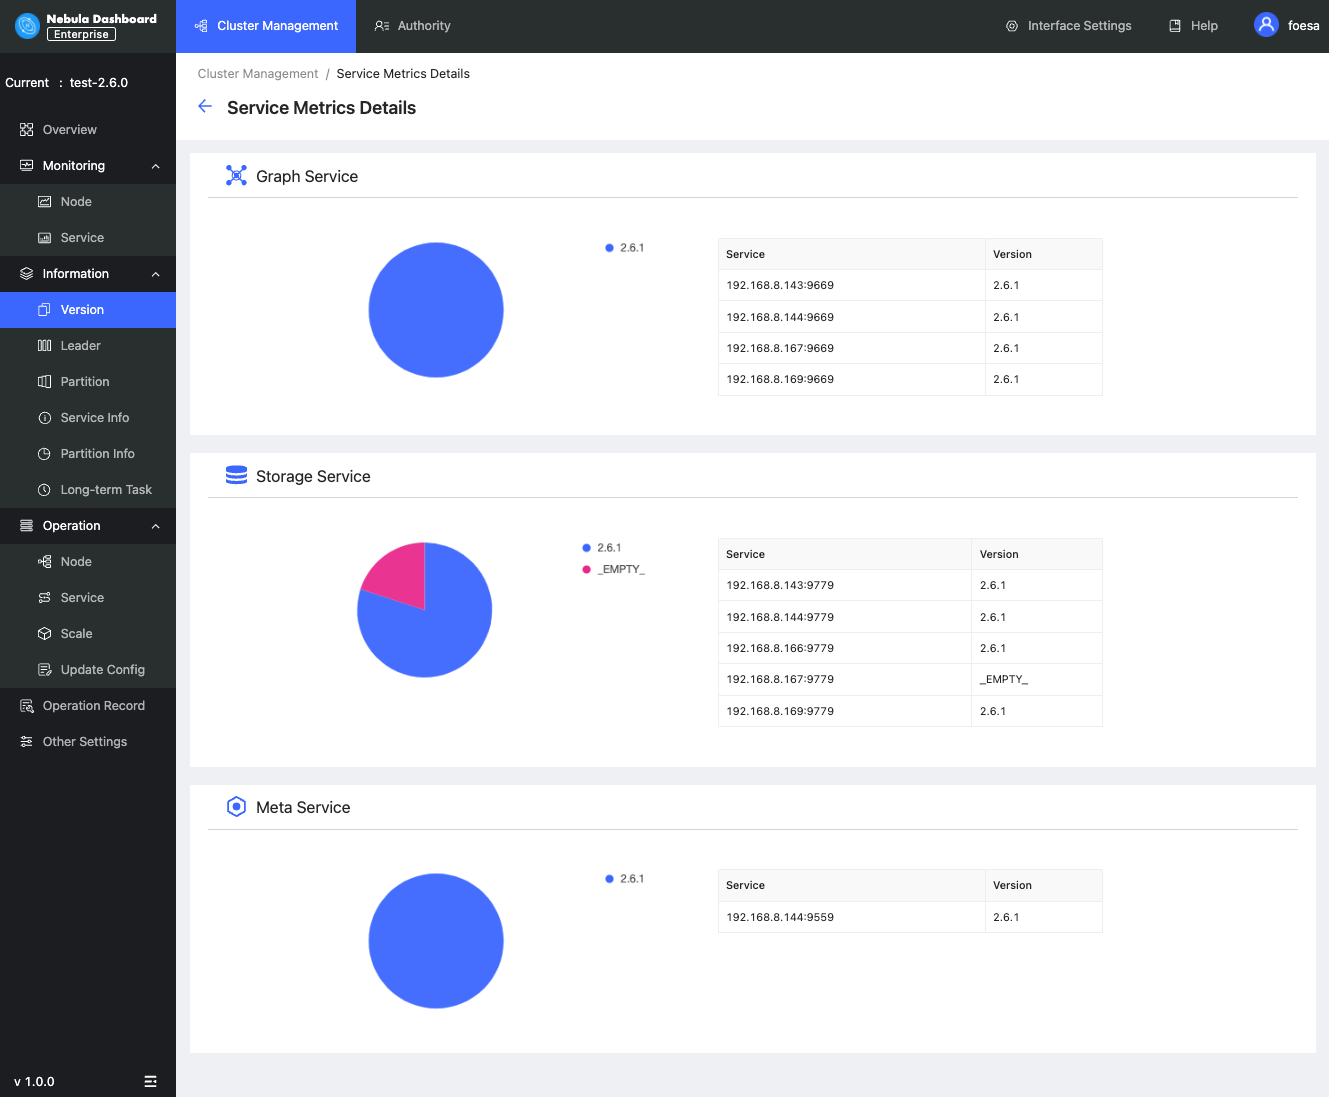 Nebula Dashboard
Enterprise
Cluster Management
Authority
Interface Settings
Help
foesa
Current : test-2.6.0
Overview
Monitoring
Node
Service
Information
Version
Leader
Partition
Service Info
Partition Info
Long-term Task
Operation
Node
Service
Scale
Update Config
Operation Record
Other Settings
v 1.0.0
Cluster Management / Service Metrics Details
Service Metrics Details
Graph Service
2.6.1
Service Version
192.168.8.143:9669 2.6.1
192.168.8.144:9669 2.6.1
192.168.8.167:9669 2.6.1
192.168.8.169:9669 2.6.1
Storage Service
2.6.1
_EMPTY_
Service Version
192.168.8.143:9779 2.6.1
192.168.8.144:9779 2.6.1
192.168.8.166:9779 2.6.1
192.168.8.167:9779 _EMPTY_
192.168.8.169:9779 2.6.1
Meta Service
2.6.1
Service Version
192.168.8.144:9559 2.6.1